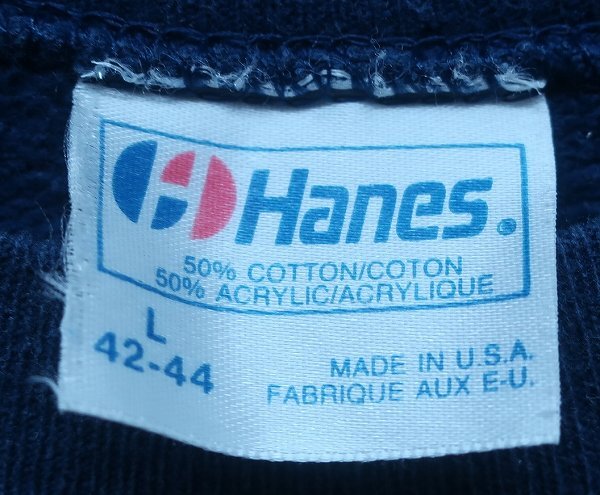 Hanes®
50% COTTON/COTON
50% ACRYLIC/ACRYLIQUE
L
42-44
MADE IN U.S.A.
FABRIQUE AUX E-U.